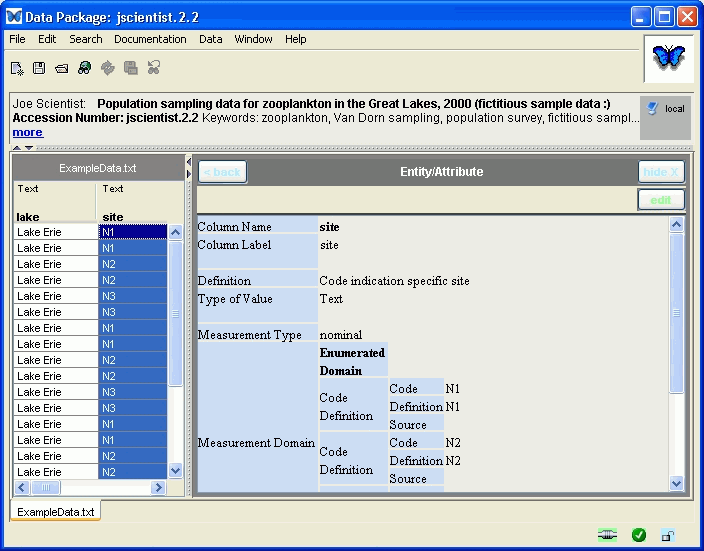 Data Package: jscientist.2.2
File Edit Search Documentation Data Window Help
Joe Scientist: Population sampling data for zooplankton in the Great Lakes, 2000 (fictitious sample data :)
Accession Number: jscientist.2.2 Keywords: zooplankton, Van Dorn sampling, population survey, fictitious sampl...
more
local
ExampleData.txt
Text Text
lake site
Lake Erie N1
Lake Erie N1
Lake Erie N2
Lake Erie N2
Lake Erie N3
Lake Erie N3
Lake Erie N1
Lake Erie N1
Lake Erie N2
Lake Erie N2
Lake Erie N3
Lake Erie N3
Lake Erie N1
Lake Erie N1
Lake Erie N2
Lake Erie N2
< back Entity/Attribute hide X
edit
Column Name site
Column Label site
Definition Code indication specific site
Type of Value Text
Measurement Type nominal
Measurement Domain
Enumerated
Domain
Code
Definition
Code N1
Definition N1
Source
Code
Definition
Code N2
Definition N2
Source
ExampleData.txt